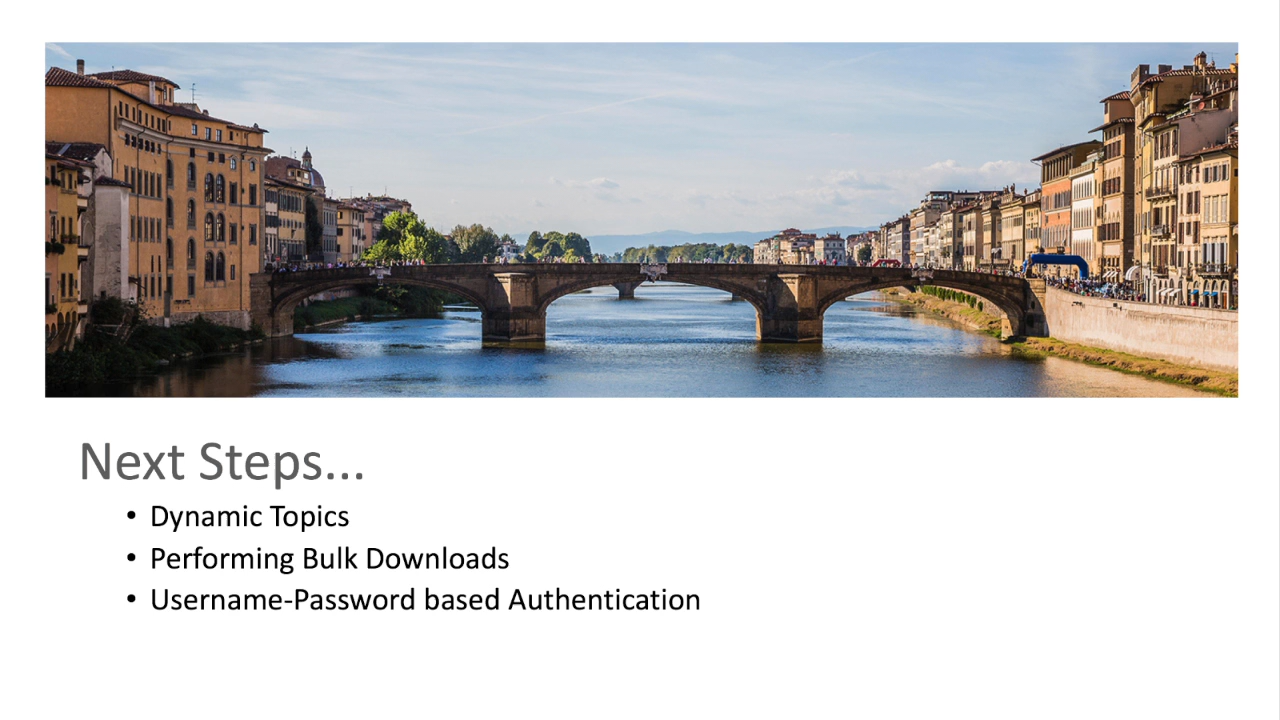 Next Steps...
• Dynamic Topics
• Performing Bulk Downloads
• Username-Password based Authentication